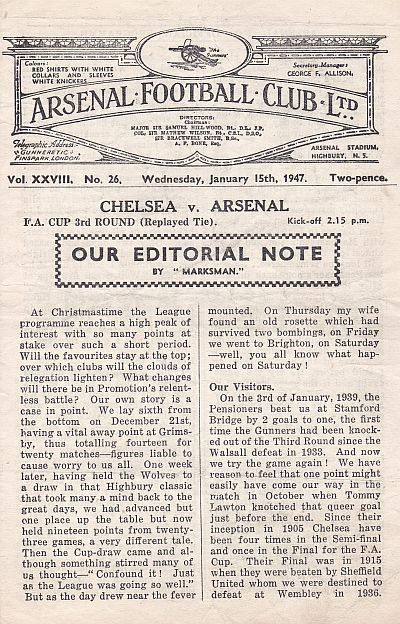 Colours:
RED SHIRTS WITH WHITE
COLLARS AND SLEEVES
WHITE KNICKERS
"The
Gunners"
Secretary-Manager:
GEORGE F. ALLISON.
ARSENAL · FOOTBALL · CLUB · LTD.
DIRECTORS:
Chairman:
MAJOR SIR SAMUEL HILL-WOOD, Bt., D.L., J.P.
COL. SIR MATHEW WILSON, Bt., C.S.I., D.S.O.,
SIR BRACEWELL SMITH, B.Sc.,
A. F. BONE, Esq.
Telegraphic Address
GUNNERETIC
FINSPARK, LONDON.
ARSENAL STADIUM,
HIGHBURY, N. 5.
Vol. XXVIII, No. 26, Wednesday, January 15th, 1947. Two-pence.
CHELSEA v. ARSENAL
F.A. CUP 3rd ROUND (Replayed Tie). Kick-off 2.15 p.m.
OUR EDITORIAL NOTE
BY "MARKSMAN."
At Christmastime the League
programme reaches a high peak of
interest with so many points at
stake over such a short period.
Will the favourites stay at the top;
over which clubs will the clouds of
relegation lighten? What changes
will there be in Promotion's relent-
less battle? Our own story is a
case in point. We lay sixth from
the bottom on December 21st,
having a vital away point at Grims-
by, thus totalling fourteen for
twenty matches—figures liable to
cause worry to us all. One week
later, having held the Wolves to
a draw in that Highbury classic
that took many a mind back to the
great days, we had advanced but
one place up the table but now
held nineteen points from twenty-
three games, a very different tale.
Then the Cup-draw came and al-
though something stirred many of
us thought—"Confound it! Just
as the League was going so well."
But as the day drew near the fever
mounted. On Thursday my wife
found an old rosette which had
survived two bombings, on Friday
we went to Brighton, on Saturday
—well, you all know what hap-
pened on Saturday!
Our Visitors.
On the 3rd of January, 1939, the
Pensioners beat us at Stamford
Bridge by 2 goals to one, the first
time the Gunners had been knock-
ed out of the Third Round since the
Walsall defeat in 1933. And now
we try the game again! We have
reason to feel that one point might
easily have come our way in the
match in October when Tommy
Lawton knotched that queer goal
just before the end. Since their
inception in 1905 Chelsea have
been four times in the Semi-final
and once in the Final for the F.A.
Cup. Their Final was in 1915
when they were beaten by Sheffield
United whom we were destined to
defeat at Wembley in 1936.